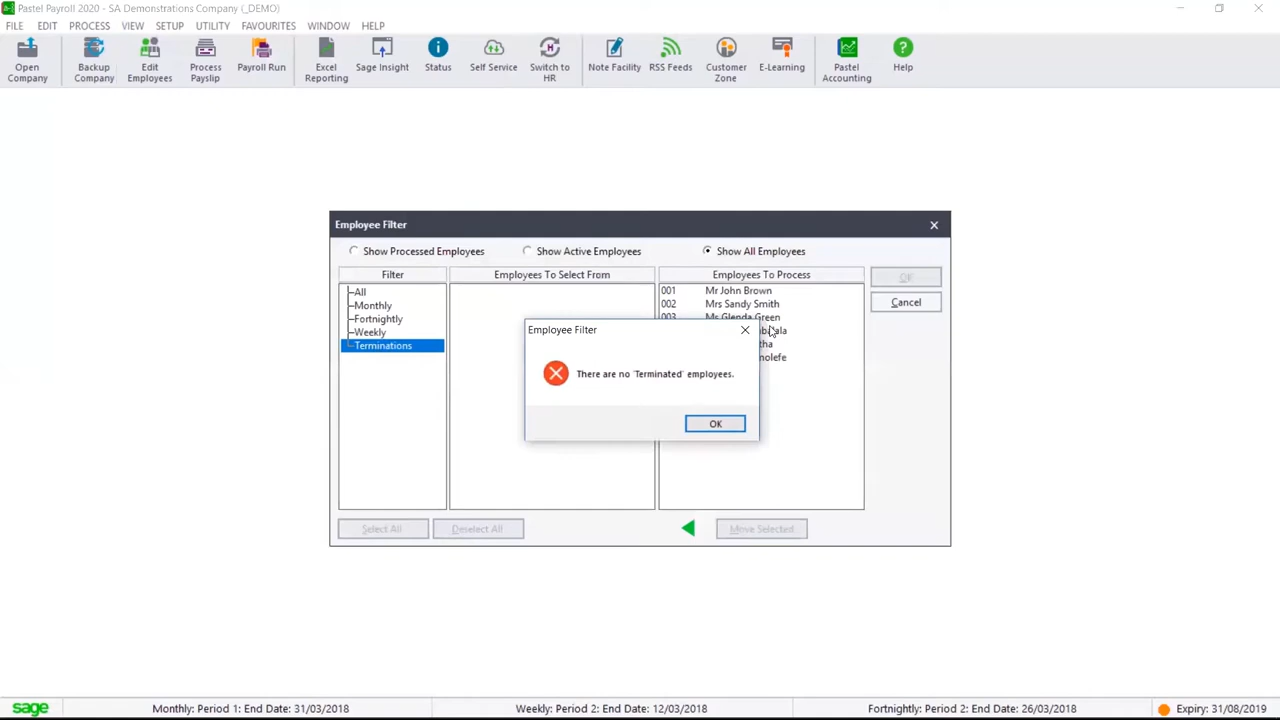 Pastel Payroll 2020 - SA Demonstrations Company (_DEMO)
FILE EDIT PROCESS VIEW SETUP UTILITY FAVOURITES WINDOW HELP
Open Company
Backup Company
Edit Employees
Process Payslip
Payroll Run
Excel Reporting
Sage Insight
Status
Self Service
Switch to HR
Note Facility
RSS Feeds
Customer Zone
E-Learning
Pastel Accounting
Help
Employee Filter
Show Processed Employees Show Active Employees Show All Employees
Filter Employees To Select From Employees To Process
OK
Cancel
All
Monthly
Fortnightly
Weekly
Terminations
001 Mr John Brown
002 Mrs Sandy Smith
003 Ms Glenda Green
Employee Filter
There are no 'Terminated' employees.
OK
Select All Deselect All Move Selected
sage Monthly: Period 1: End Date: 31/03/2018 Weekly: Period 2: End Date: 12/03/2018 Fortnightly: Period 2: End Date: 26/03/2018 Expiry: 31/08/2019